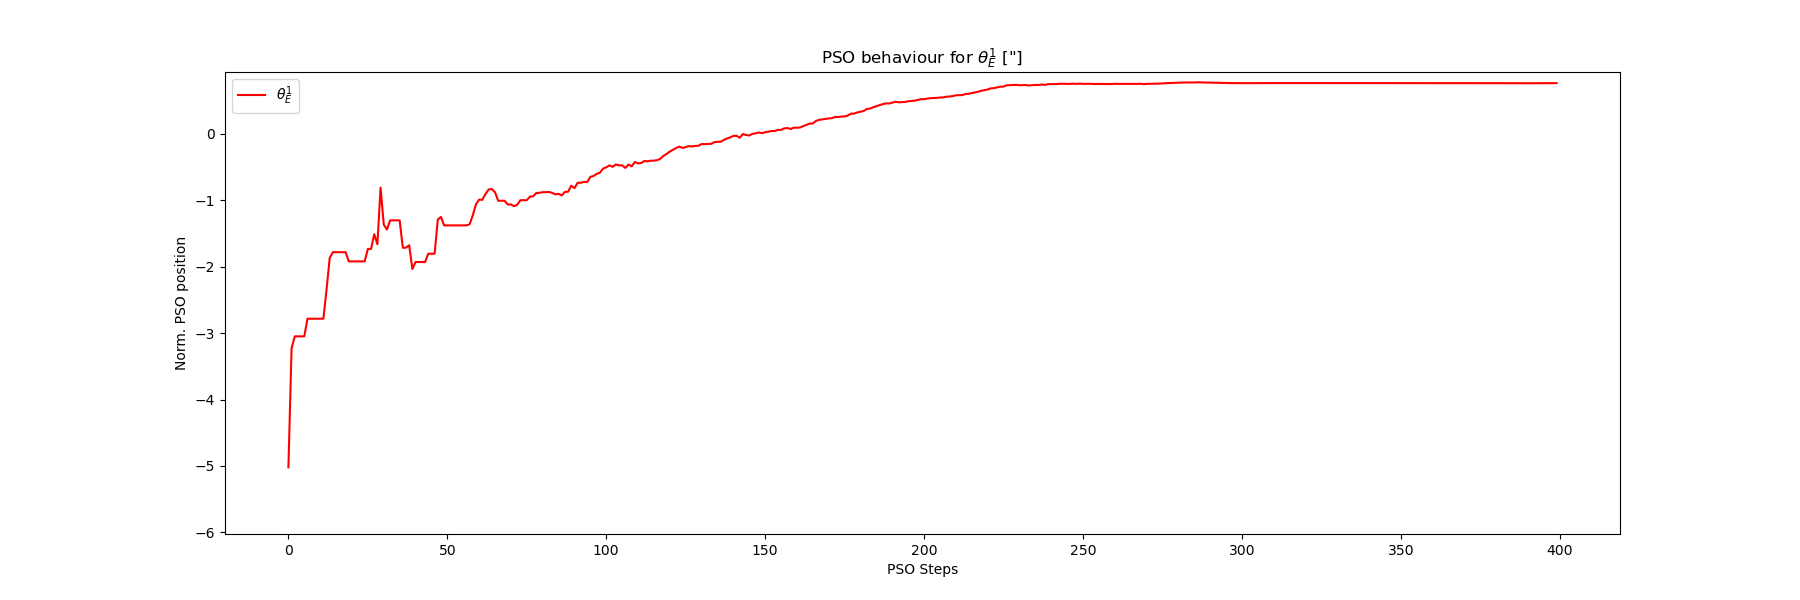 PSO behaviour for θ_E^1 ["]
θ_E^1
Norm. PSO position
0
−1
−2
−3
−4
−5
−6
0 50 100 150 200 250 300 350 400
PSO Steps